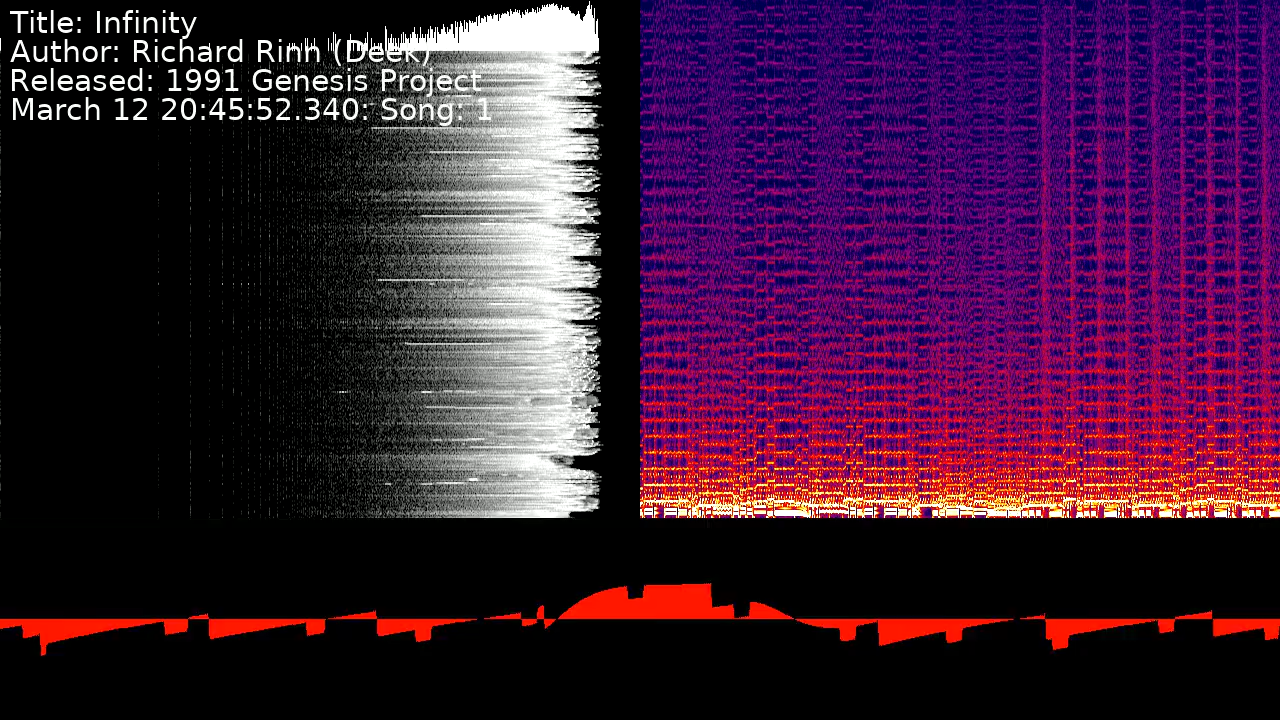 Title: Infinity
Author: Richard Rinn (Deek)
Released: 1991 Genesis Project
March 12 20:45:52.340: Song: 1